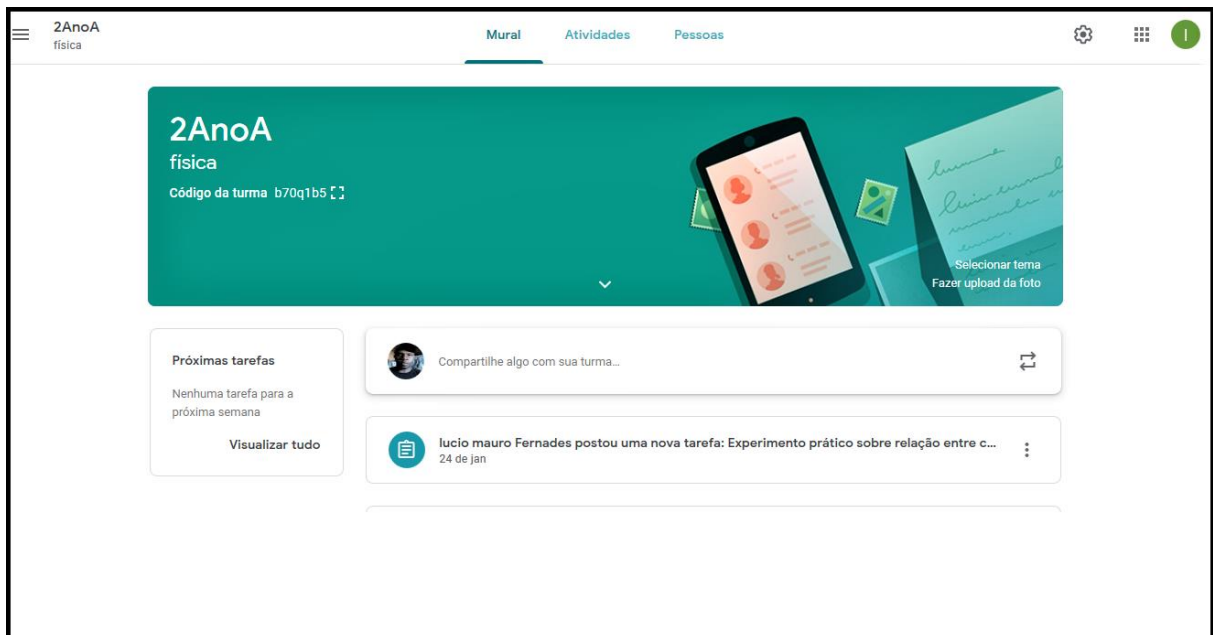 2AnoA
física
Mural
Atividades
Pessoas
I
2AnoA
física
Código da turma b70q1b5
Selecionar tema
Fazer upload da foto
Próximas tarefas
Nenhuma tarefa para a
próxima semana
Visualizar tudo
Compartilhe algo com sua turma...
lucio mauro Fernades postou uma nova tarefa: Experimento prático sobre relação entre c...
24 de jan